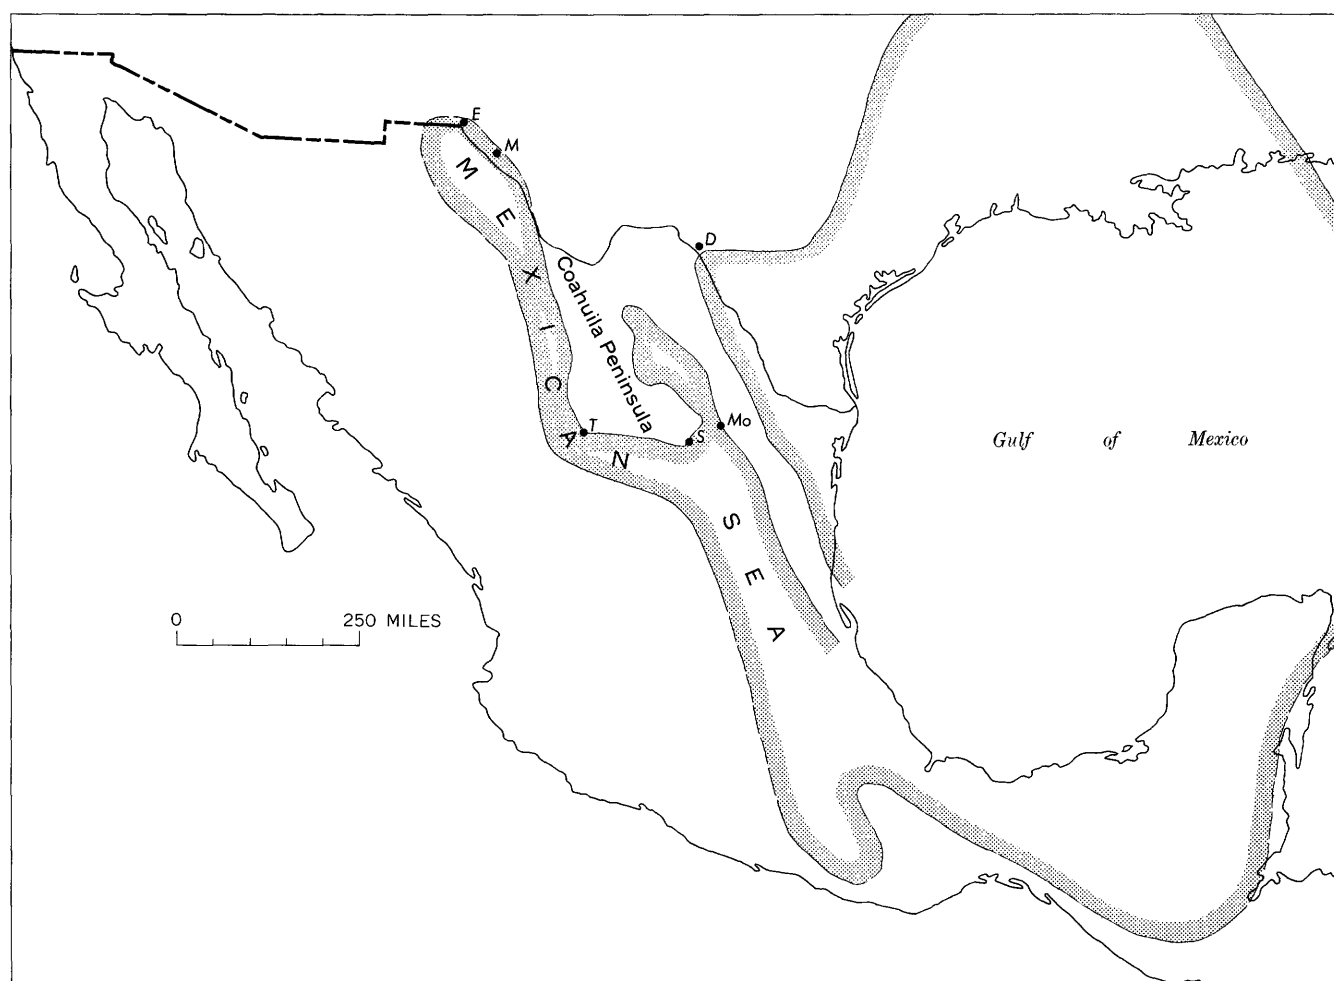 E
M
D
MEXICAN SEA
Coahuila Peninsula
T
S
Mo
Gulf of Mexico
0 250 MILES